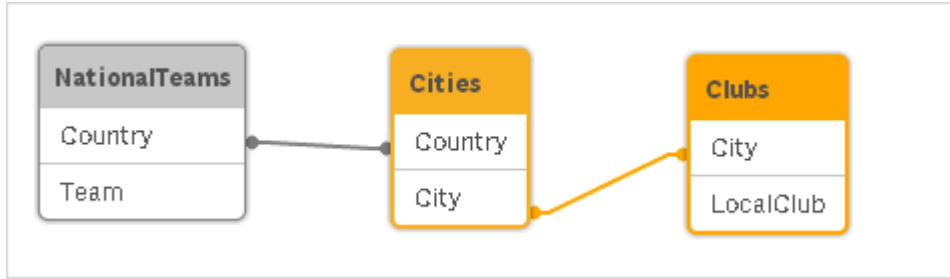 NationalTeams
Country
Team
Cities
Country
City
Clubs
City
LocalClub